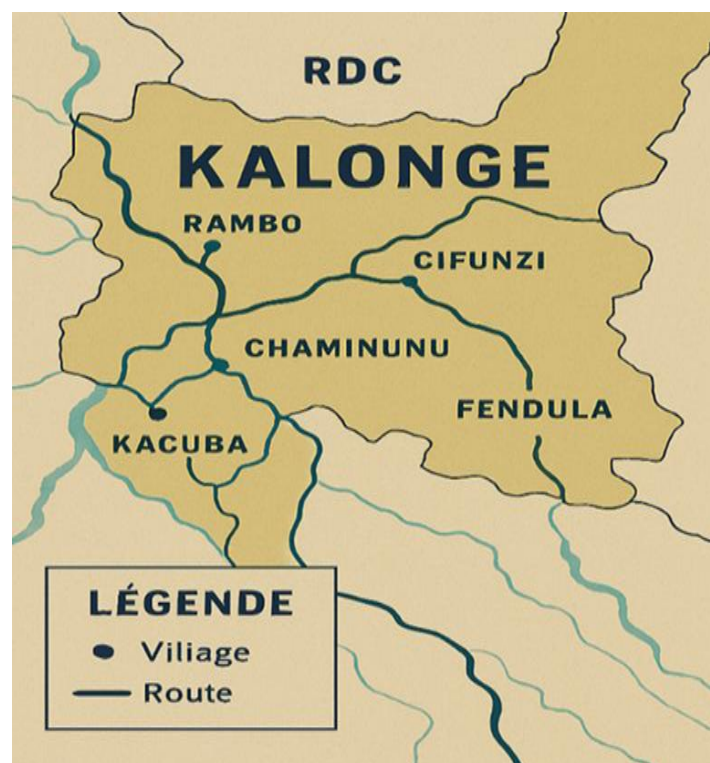 RDC
KALONGE
RAMBO
CIFUNZI
CHAMINUNU
FENDULA
KACUBA
LÉGENDE
Viliage
Route